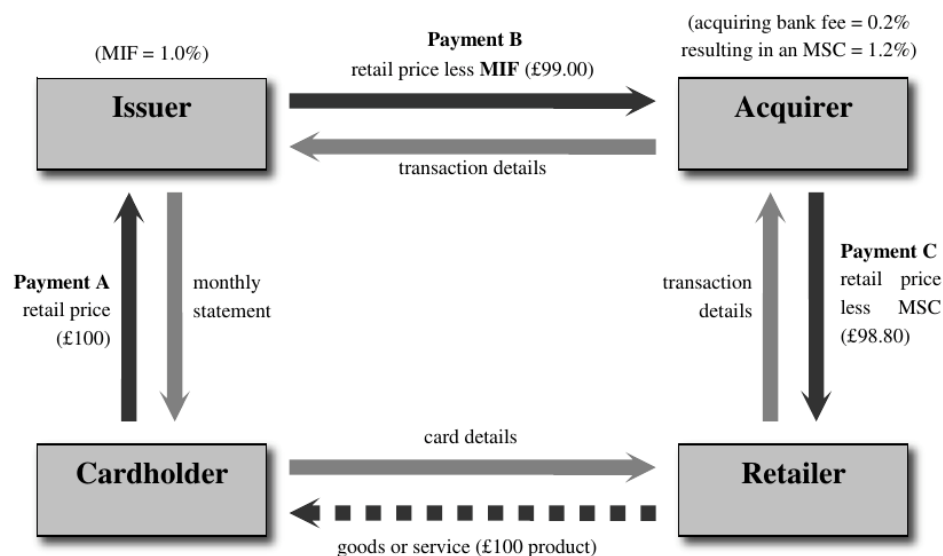 (MIF = 1.0%)
Payment B
retail price less MIF (£99.00)
(acquiring bank fee = 0.2%
resulting in an MSC = 1.2%)
Issuer
Acquirer
transaction details
Payment A
retail price
(£100)
monthly
statement
transaction
details
Payment C
retail price
less MSC
(£98.80)
Cardholder
card details
Retailer
goods or service (£100 product)